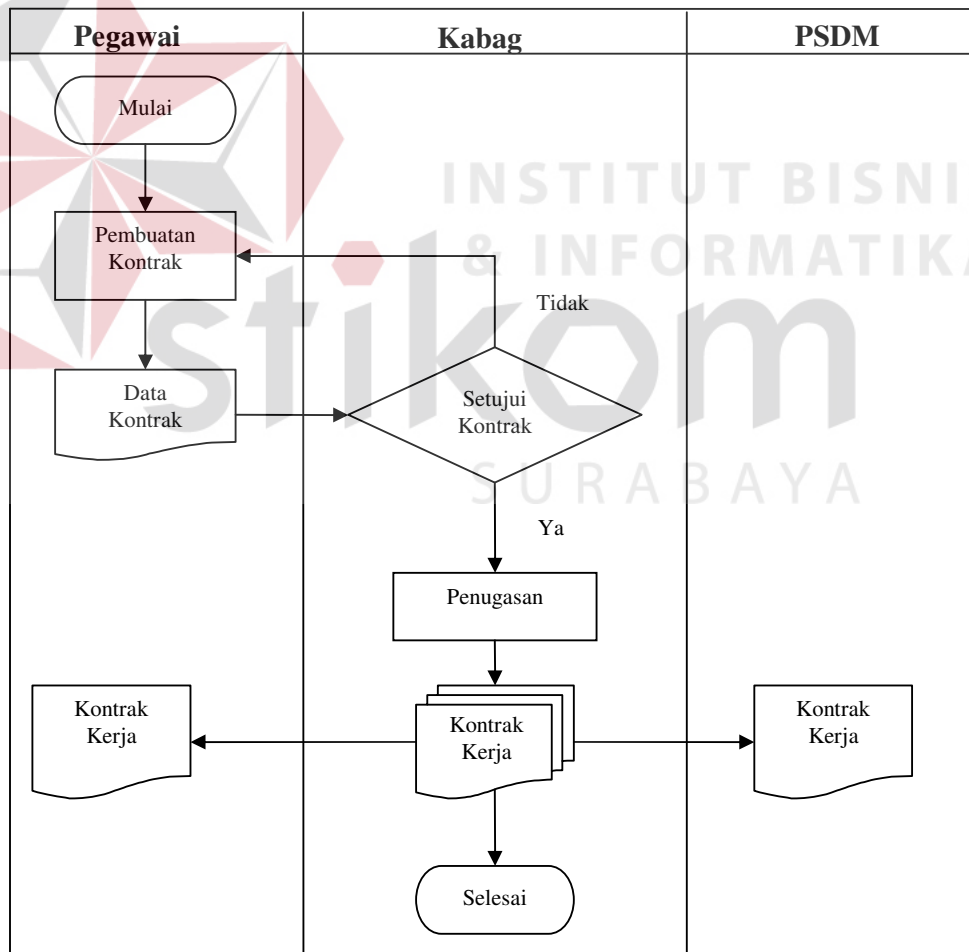 Pegawai
Kabag
PSDM
Mulai
INSTITUT BISNI
Pembuatan
Kontrak
& INFORMATIKA
Tidak
stikom
Data
Kontrak
Setujui
Kontrak
SURABAYA
Ya
Penugasan
Kontrak
Kerja
Kontrak
Kerja
Kontrak
Kerja
Selesai